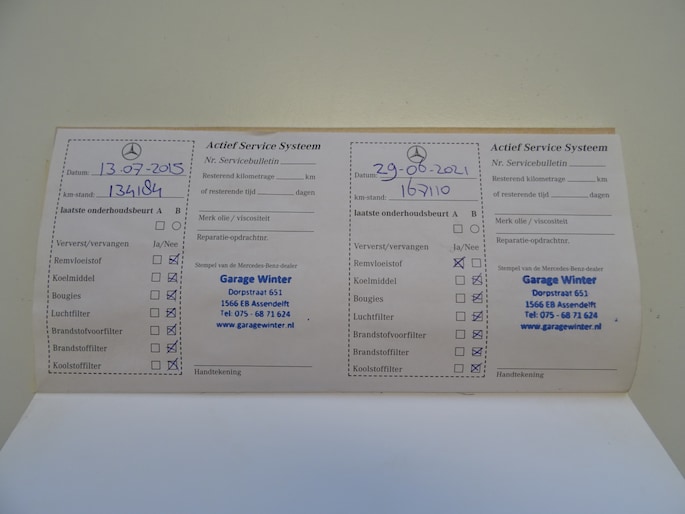 Actief Service Systeem
Datum: 13-07-2015
Nr. Servicebulletin
km-stand: 134184
Resterend kilometrage km
of resterende tijd dagen
laatste onderhoudsbeurt A B
Merk olie / viscositeit
Ververst/vervangen Ja/Nee
Reparatie-opdrachtnr.
Remvloeistof
Koelmiddel
Bougies
Luchtfilter
Brandstofvoorfilter
Brandstoffilter
Koolstoffilter
Stempel van de Mercedes-Benz-dealer
Garage Winter
Dorpstraat 651
1566 EB Assendelft
Tel: 075 - 68 71 624
www.garagewinter.nl
Handtekening
Actief Service Systeem
Datum: 29-06-2021
Nr. Servicebulletin
km-stand: 167110
Resterend kilometrage km
of resterende tijd dagen
laatste onderhoudsbeurt A B
Merk olie / viscositeit
Ververst/vervangen Ja/Nee
Reparatie-opdrachtnr.
Remvloeistof
Koelmiddel
Bougies
Luchtfilter
Brandstofvoorfilter
Brandstoffilter
Koolstoffilter
Stempel van de Mercedes-Benz-dealer
Garage Winter
Dorpstraat 651
1566 EB Assendelft
Tel: 075 - 68 71 624
www.garagewinter.nl
Handtekening